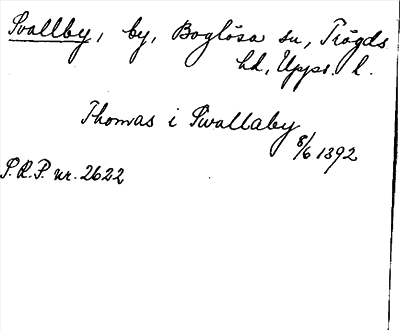 Svallby, by, Boglösa sn, Trögds
hd, Upps. l.
Thomas i Swallaby
8/6 1392
S.R.P. nr. 2622